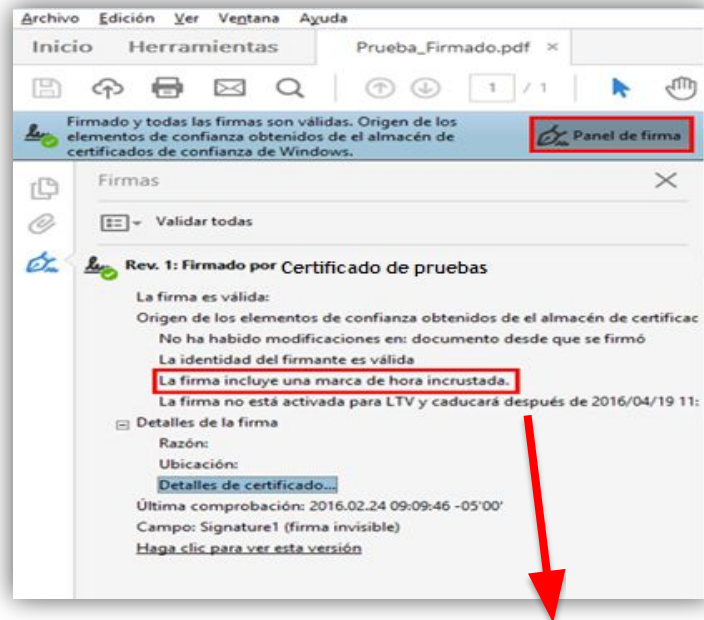 Archivo Edición Ver Ventana Ayuda
Inicio Herramientas Prueba_Firmado.pdf ×
1 / 1
Firmado y todas las firmas son válidas. Origen de los
elementos de confianza obtenidos de el almacén de
certificados de confianza de Windows.
Panel de firma
Firmas
Validar todas
Rev. 1: Firmado por Certificado de pruebas
La firma es válida:
Origen de los elementos de confianza obtenidos de el almacén de certificac
No ha habido modificaciones en: documento desde que se firmó
La identidad del firmante es válida
La firma incluye una marca de hora incrustada.
La firma no está activada para LTV y caducará después de 2016/04/19 11:
Detalles de la firma
Razón:
Ubicación:
Detalles de certificado...
Última comprobación: 2016.02.24 09:09:46 -05'00'
Campo: Signature1 (firma invisible)
Haga clic para ver esta versión